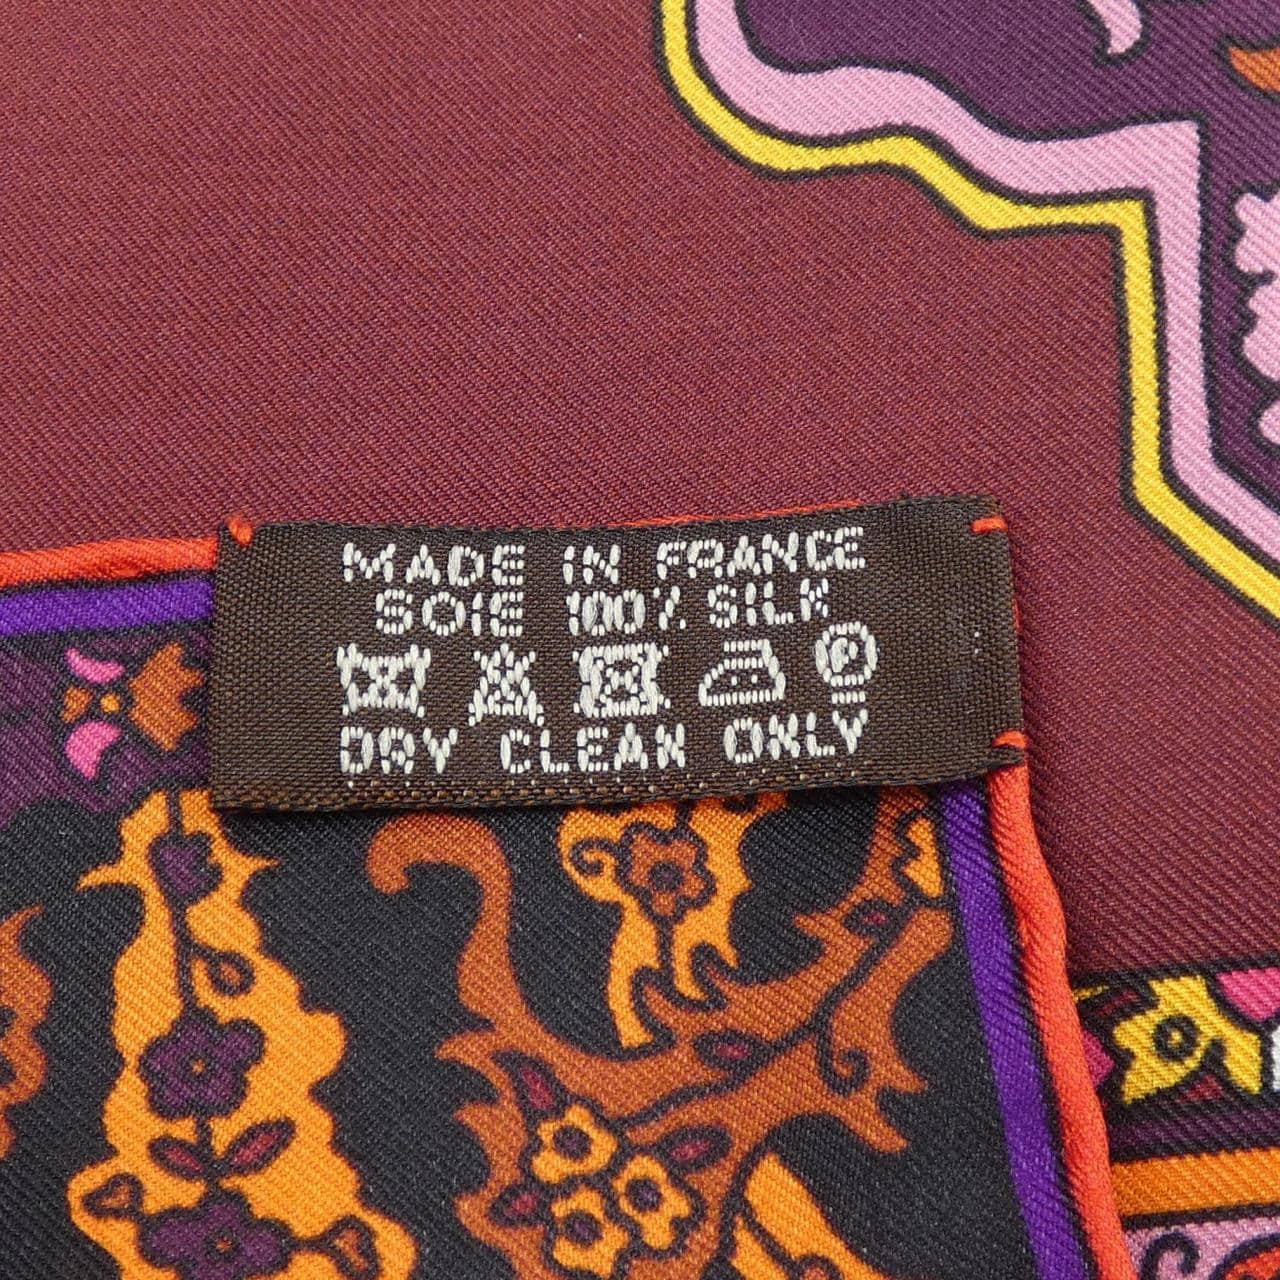 MADE IN FRANCE
SOIE 100% SILK
P
DRY CLEAN ONLY